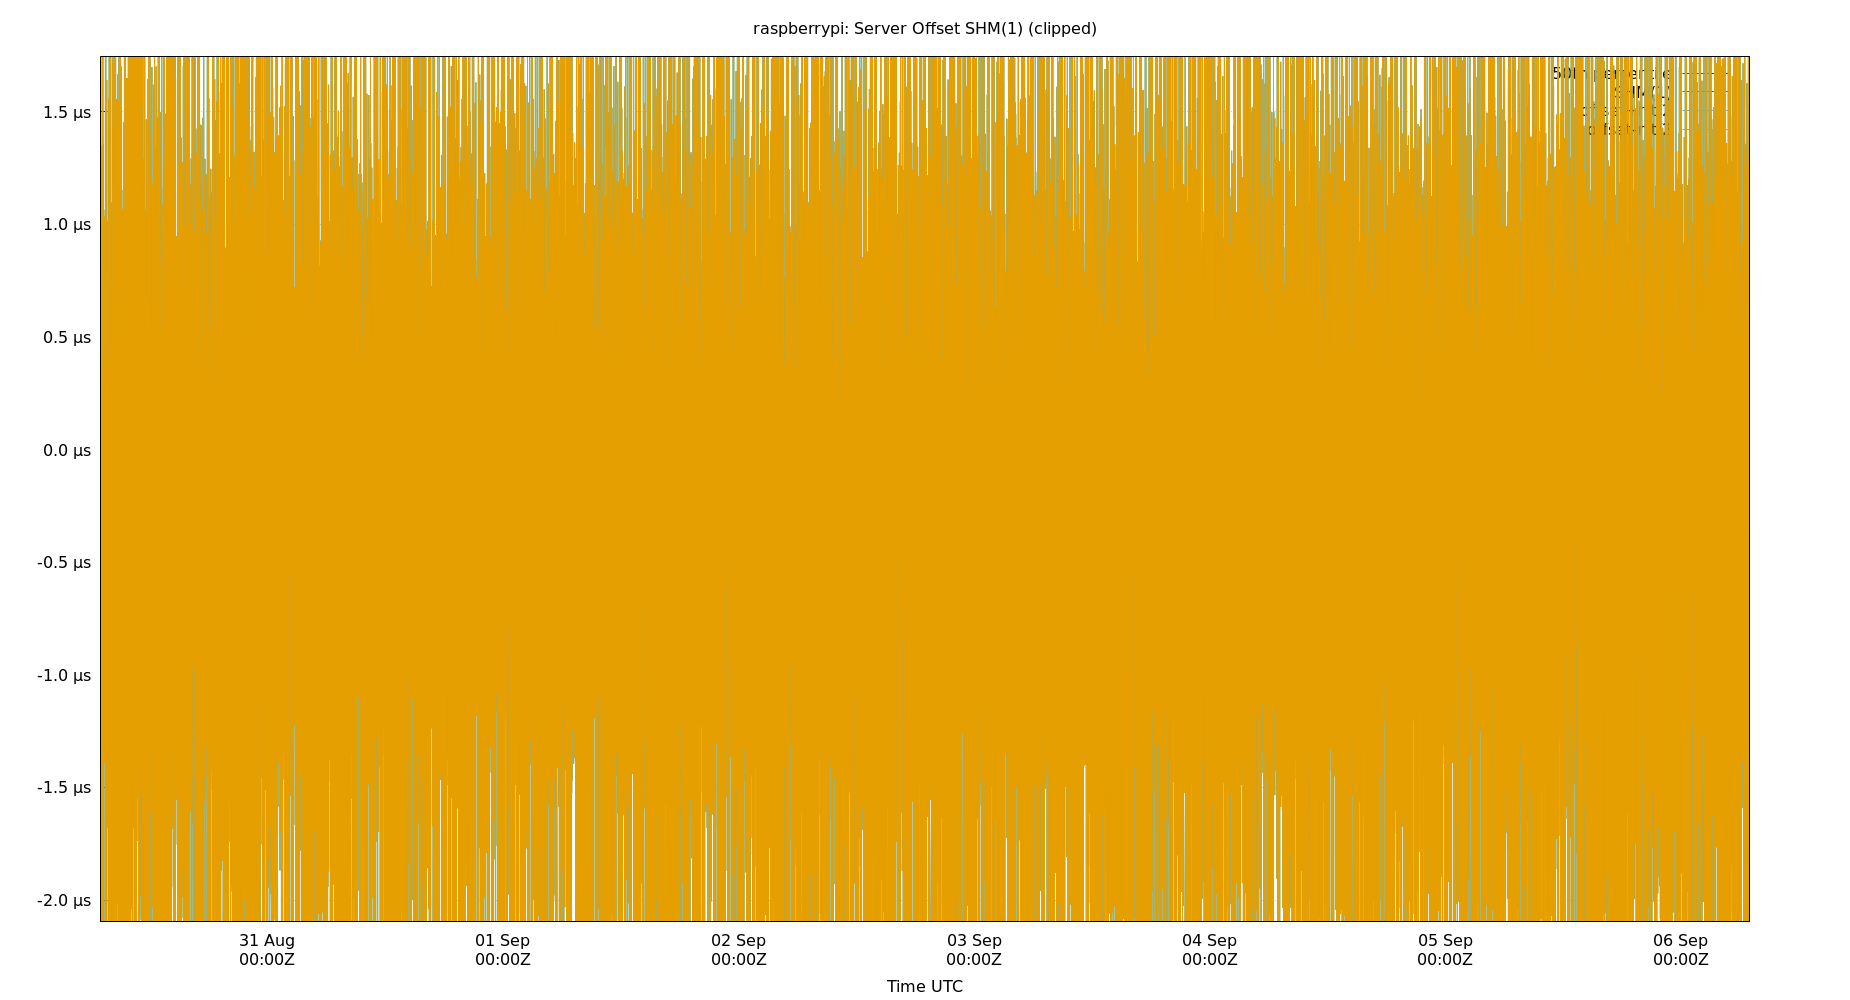 raspberrypi: Server Offset SHM(1) (clipped)
1.5 µs
1.0 µs
0.5 µs
0.0 µs
-0.5 µs
-1.0 µs
-1.5 µs
-2.0 µs
31 Aug 01 Sep 02 Sep 03 Sep 04 Sep 05 Sep 06 Sep
00:00Z 00:00Z 00:00Z 00:00Z 00:00Z 00:00Z 00:00Z
Time UTC